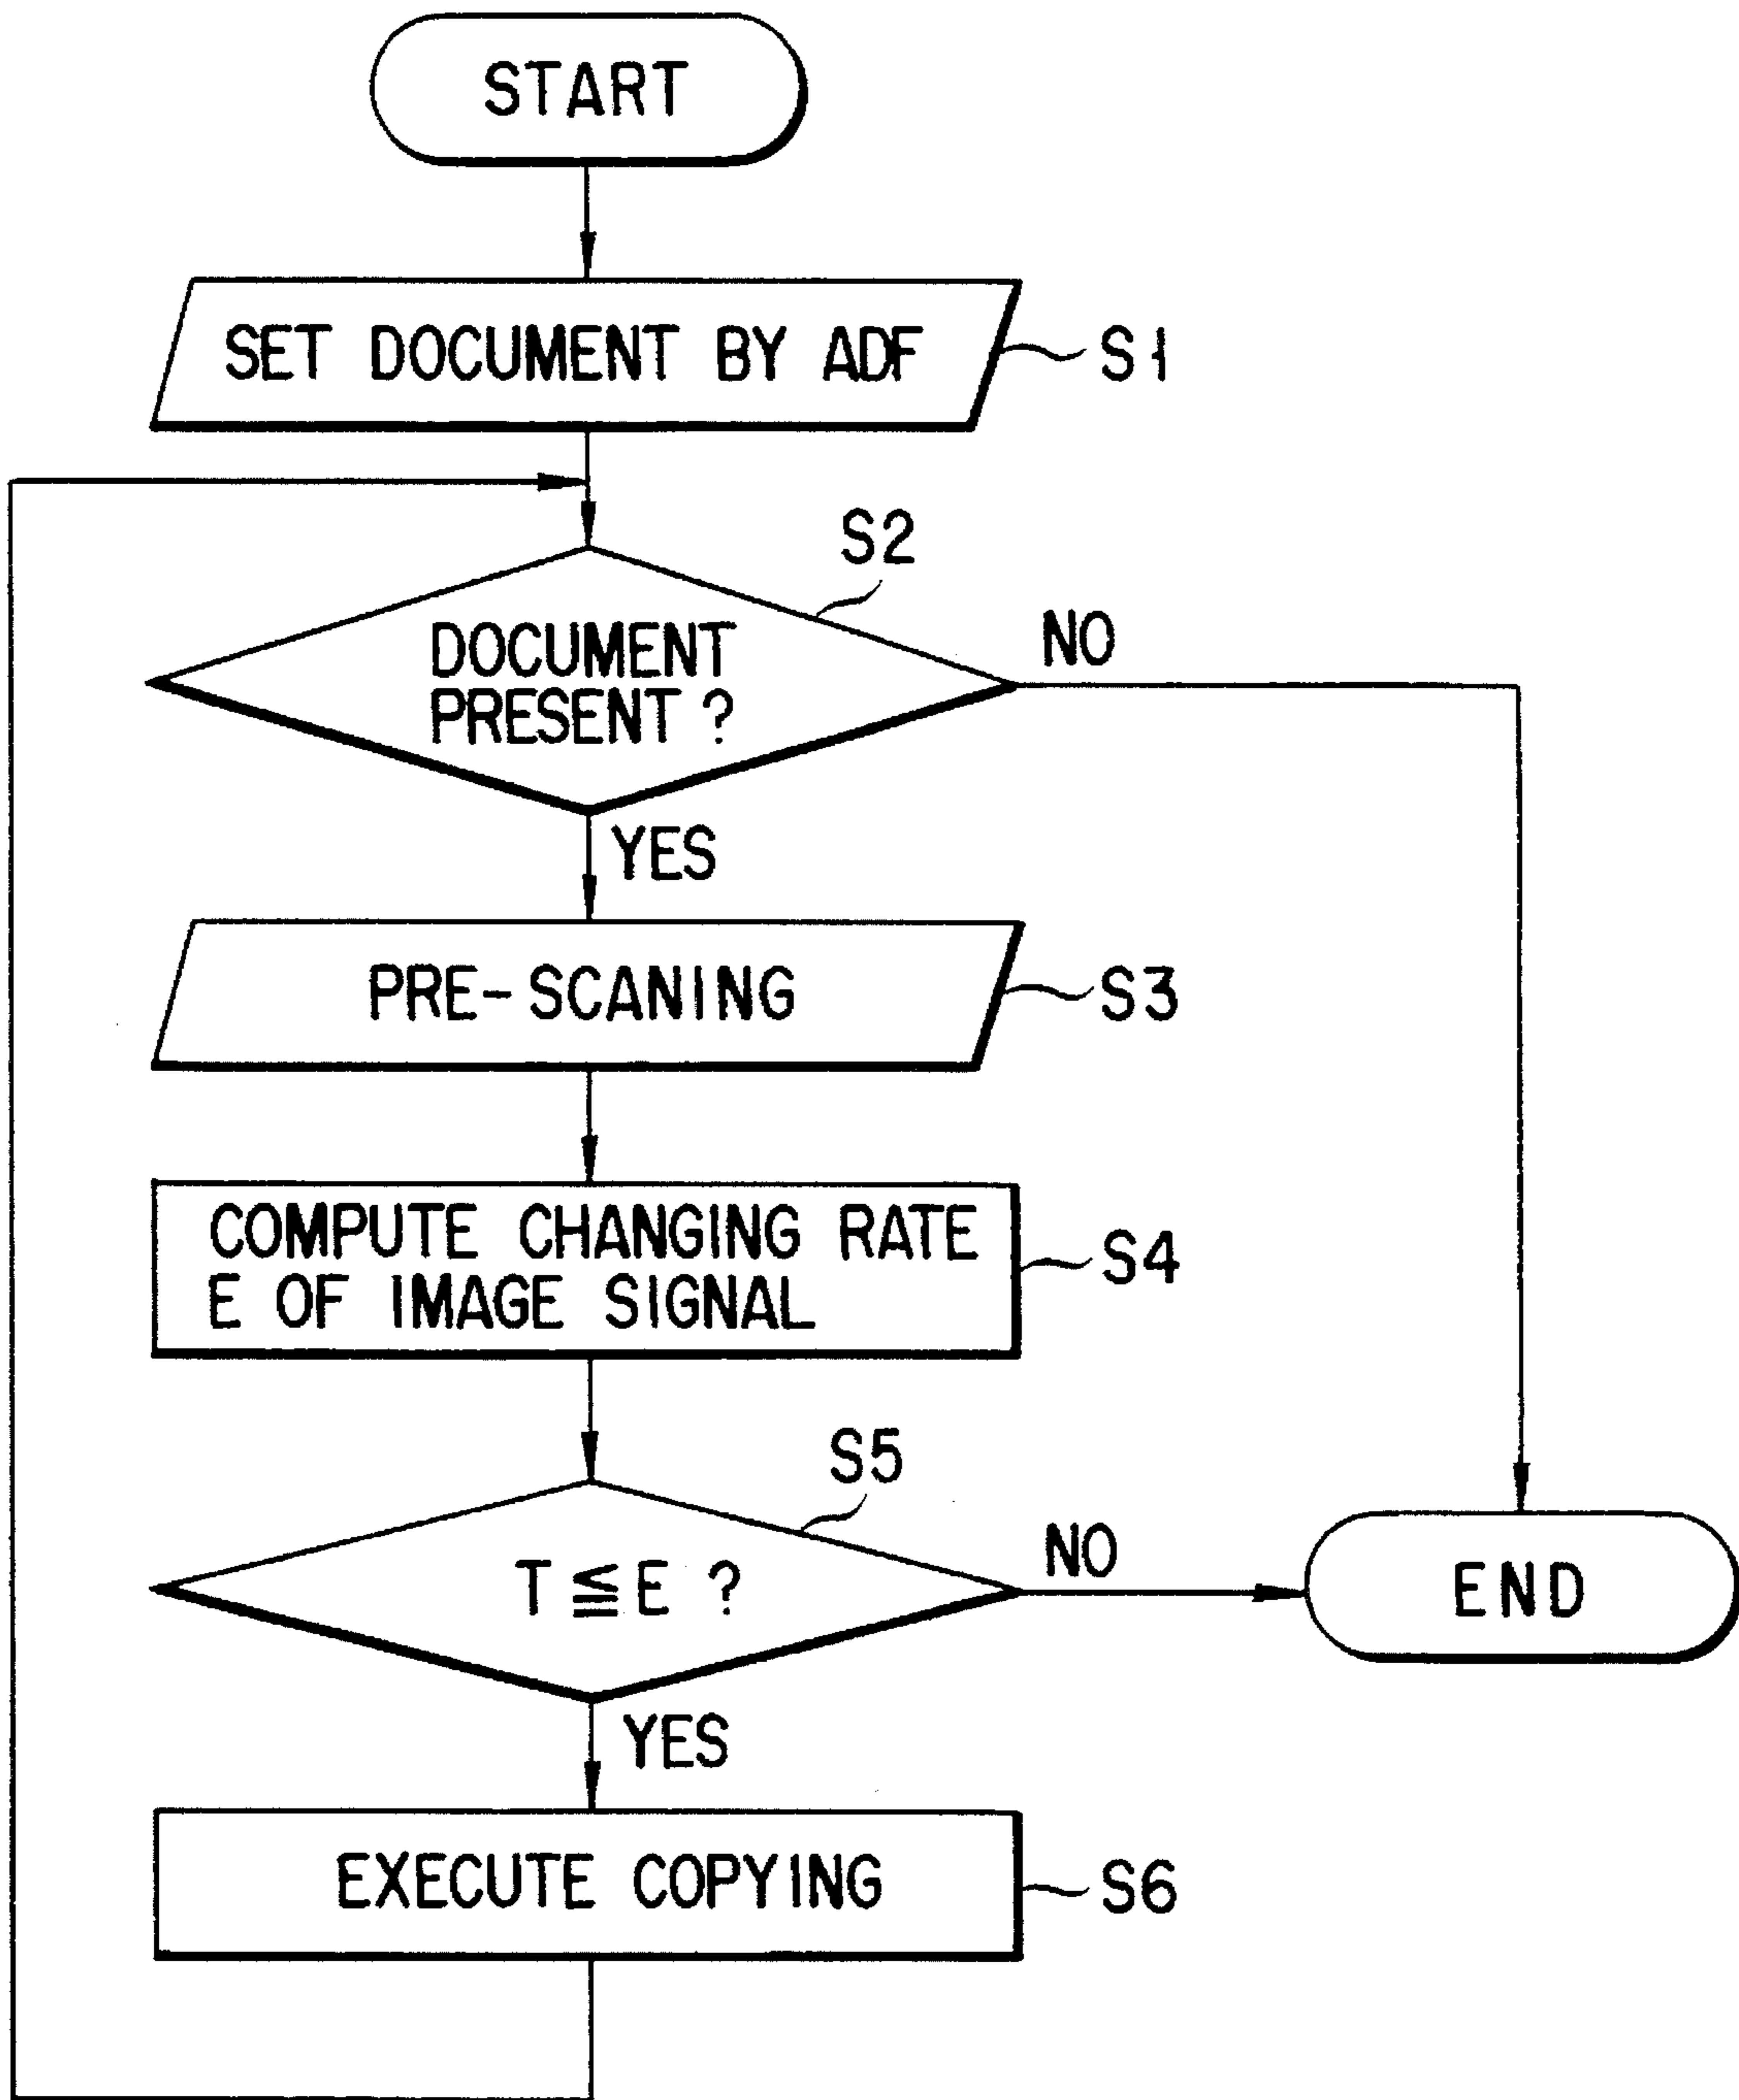 START
SET DOCUMENT BY ADF
S1
S2
DOCUMENT
PRESENT ?
NO
YES
PRE-SCANING
S3
COMPUTE CHANGING RATE
E OF IMAGE SIGNAL
S4
S5
T ≦ E ?
NO
END
YES
EXECUTE COPYING
S6